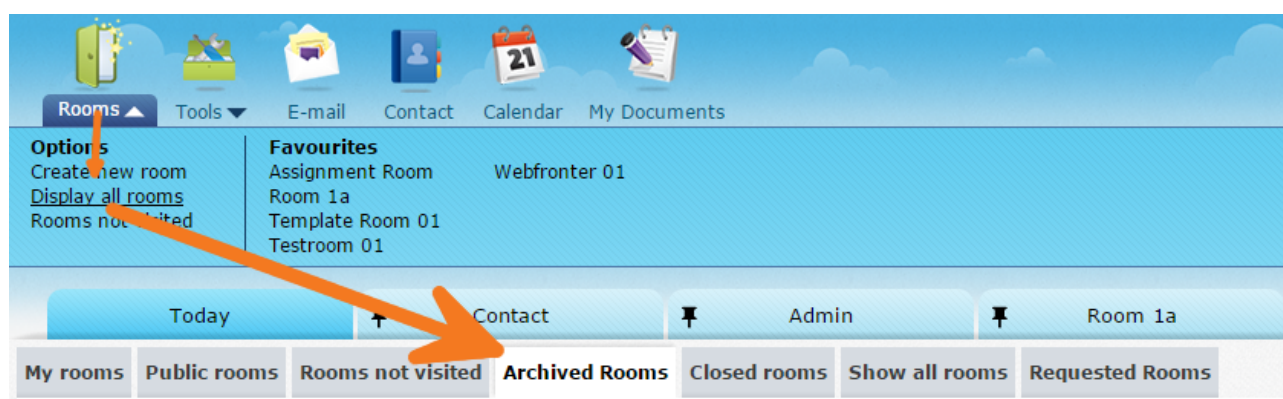 21
Rooms Tools E-mail Contact Calendar My Documents
Options Favourites
Create new room Assignment Room Webfronter 01
Display all rooms Room 1a
Rooms not visited Template Room 01
Testroom 01
Today Contact Admin Room 1a
My rooms Public rooms Rooms not visited Archived Rooms Closed rooms Show all rooms Requested Rooms